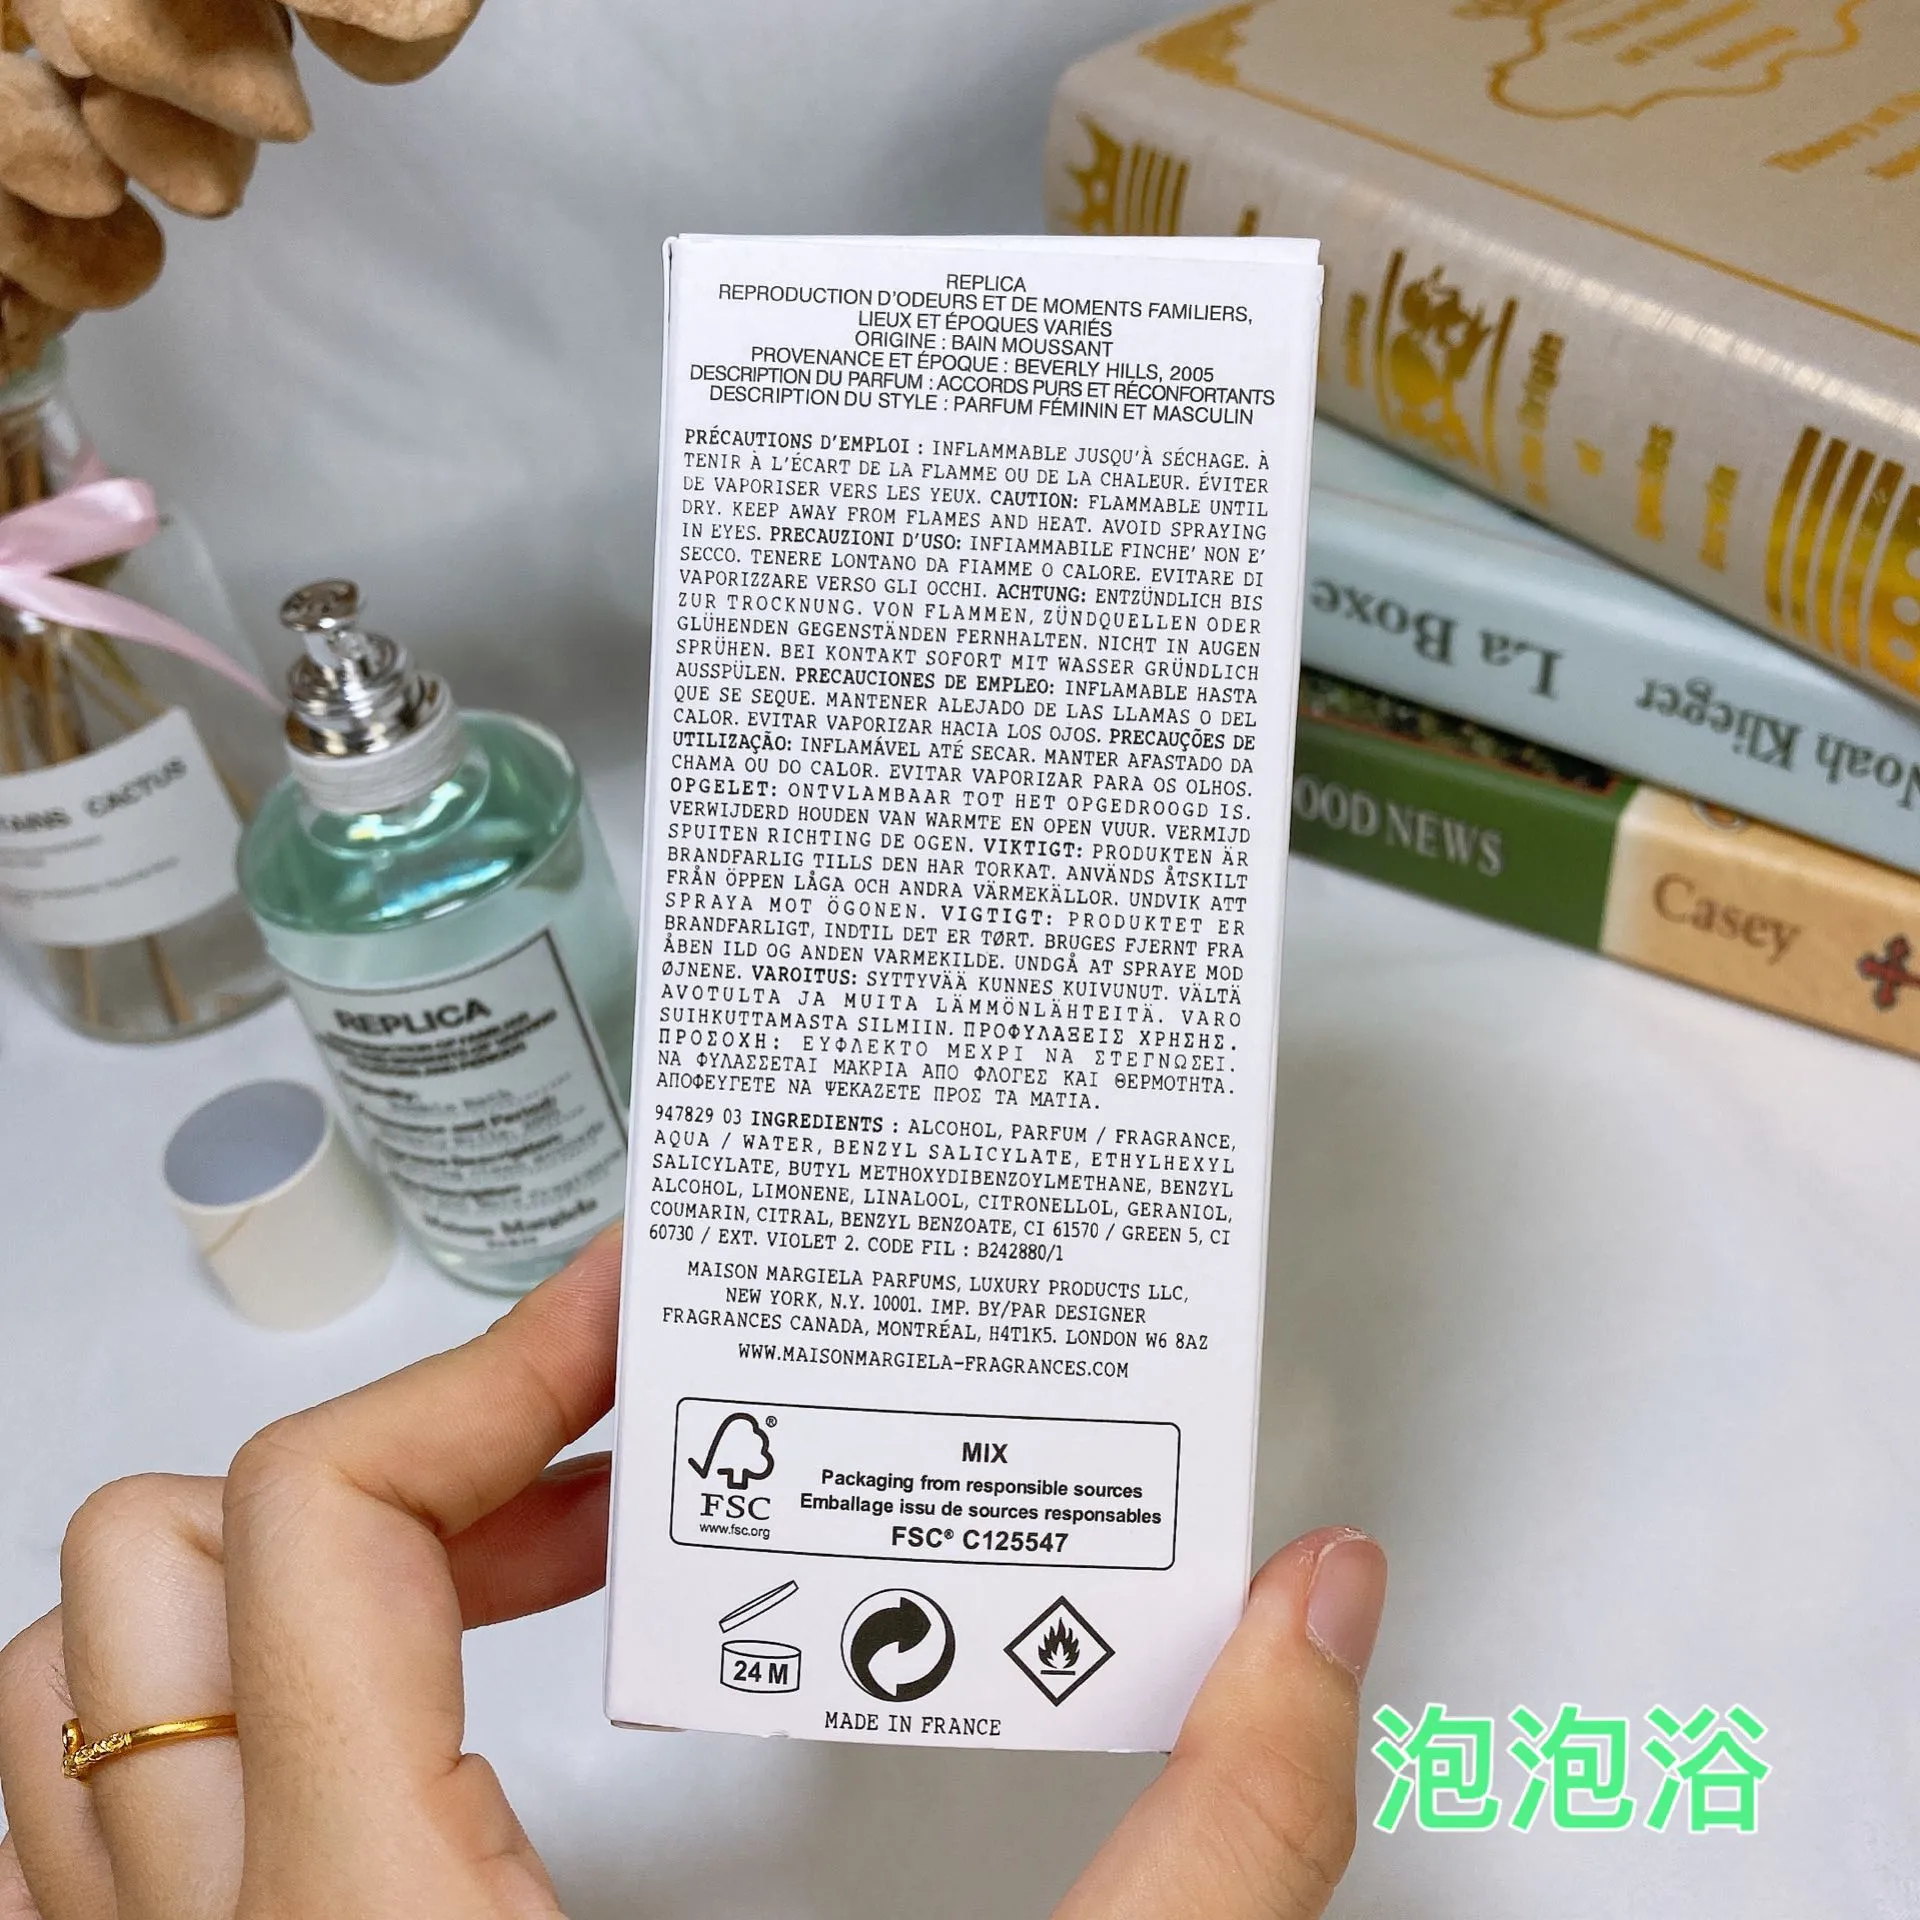 REPLICA
REPRODUCTION D'ODEURS ET DE MOMENTS FAMILIERS,
LIEUX ET ÉPOQUES VARIÉS
ORIGINE : BAIN MOUSSANT
PROVENANCE ET ÉPOQUE : BEVERLY HILLS, 2005
DESCRIPTION DU PARFUM : ACCORDS PURS ET RÉCONFORTANTS
DESCRIPTION DU STYLE : PARFUM FÉMININ ET MASCULIN
PRÉCAUTIONS D'EMPLOI : INFLAMMABLE JUSQU'À SÉCHAGE. À
TENIR À L'ÉCART DE LA FLAMME OU DE LA CHALEUR. ÉVITER
DE VAPORISER VERS LES YEUX. CAUTION: FLAMMABLE UNTIL
DRY. KEEP AWAY FROM FLAMES AND HEAT. AVOID SPRAYING
IN EYES. PRECAUZIONI D'USO: INFIAMMABILE FINCHE' NON E'
SECCO. TENERE LONTANO DA FIAMME O CALORE. EVITARE DI
VAPORIZZARE VERSO GLI OCCHI. ACHTUNG: ENTZÜNDLICH BIS
ZUR TROCKNUNG. VON FLAMMEN, ZÜNDQUELLEN ODER
GLÜHENDEN GEGENSTÄNDEN FERNHALTEN. NICHT IN AUGEN
SPRÜHEN. BEI KONTAKT SOFORT MIT WASSER GRÜNDLICH
AUSSPÜLEN. PRECAUCIONES DE EMPLEO: INFLAMABLE HASTA
QUE SE SEQUE. MANTENER ALEJADO DE LAS LLAMAS O DEL
CALOR. EVITAR VAPORIZAR HACIA LOS OJOS. PRECAUÇÕES DE
UTILIZAÇÃO: INFLAMÁVEL ATÉ SECAR. MANTER AFASTADO DA
CHAMA OU DO CALOR. EVITAR VAPORIZAR PARA OS OLHOS.
OPGELET: ONTVLAMBAAR TOT HET OPGEDROOGD IS.
VERWIJDERD HOUDEN VAN WARMTE EN OPEN VUUR. VERMIJD
SPUITEN RICHTING DE OGEN. VIKTIGT: PRODUKTEN ÄR
BRANDFARLIG TILLS DEN HAR TORKAT. ANVÄNDS ÅTSKILT
FRÅN ÖPPEN LÅGA OCH ANDRA VÄRMEKÄLLOR. UNDVIK ATT
SPRAYA MOT ÖGONEN. VIGTIGT: PRODUKTET ER
BRANDFARLIGT, INDTIL DET ER TØRT. BRUGES FJERNT FRA
ÅBEN ILD OG ANDEN VARMEKILDE. UNDGÅ AT SPRAYE MOD
ØJNENE. VAROITUS: SYTTYVÄÄ KUNNES KUIVUNUT. VÄLTÄ
AVOTULTA JA MUITA LÄMMÖNLÄHTEITÄ. VARO
SUIHKUTTAMASTA SILMIIN. ΠΡΟΦΥΛΑΞΕΙΣ ΧΡΗΣΗΣ.
ΠΡΟΣΟΧΗ: ΕΥΦΛΕΚΤΟ ΜΕΧΡΙ ΝΑ ΣΤΕΓΝΩΣΕΙ.
ΝΑ ΦΥΛΑΣΣΕΤΑΙ ΜΑΚΡΙΑ ΑΠΟ ΦΛΟΓΕΣ ΚΑΙ ΘΕΡΜΟΤΗΤΑ.
ΑΠΟΦΕΥΓΕΤΕ ΝΑ ΨΕΚΑΖΕΤΕ ΠΡΟΣ ΤΑ ΜΑΤΙΑ.
947829 03 INGREDIENTS : ALCOHOL, PARFUM / FRAGRANCE,
AQUA / WATER, BENZYL SALICYLATE, ETHYLHEXYL
SALICYLATE, BUTYL METHOXYDIBENZOYLMETHANE, BENZYL
ALCOHOL, LIMONENE, LINALOOL, CITRONELLOL, GERANIOL,
COUMARIN, CITRAL, BENZYL BENZOATE, CI 61570 / GREEN 5, CI
60730 / EXT. VIOLET 2. CODE FIL : B242880/1
MAISON MARGIELA PARFUMS, LUXURY PRODUCTS LLC,
NEW YORK, N.Y. 10001. IMP. BY/PAR DESIGNER
FRAGRANCES CANADA, MONTRÉAL, H4T1K5. LONDON W6 8AZ
WWW.MAISONMARGIELA-FRAGRANCES.COM
®
FSC
www.fsc.org
MIX
Packaging from responsible sources
Emballage issu de sources responsables
FSC® C125547
24 M
MADE IN FRANCE
泡泡浴
CACTUS
REPLICA
Maison Margiela
La Boxe
Noah Klieger
OOD NEWS
Casey